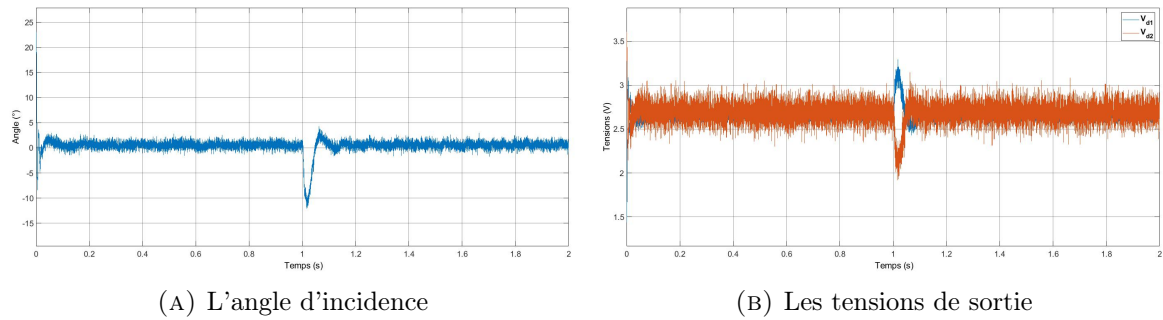 25
20
15
10
5
0
-5
-10
-15
Angle (°)
0 0.2 0.4 0.6 0.8 1 1.2 1.4 1.6 1.8 2
Temps (s)
(A) L'angle d'incidence
V_d1
V_d2
3.5
3
2.5
2
1.5
Tensions (V)
0 0.2 0.4 0.6 0.8 1 1.2 1.4 1.6 1.8 2
Temps (s)
(B) Les tensions de sortie